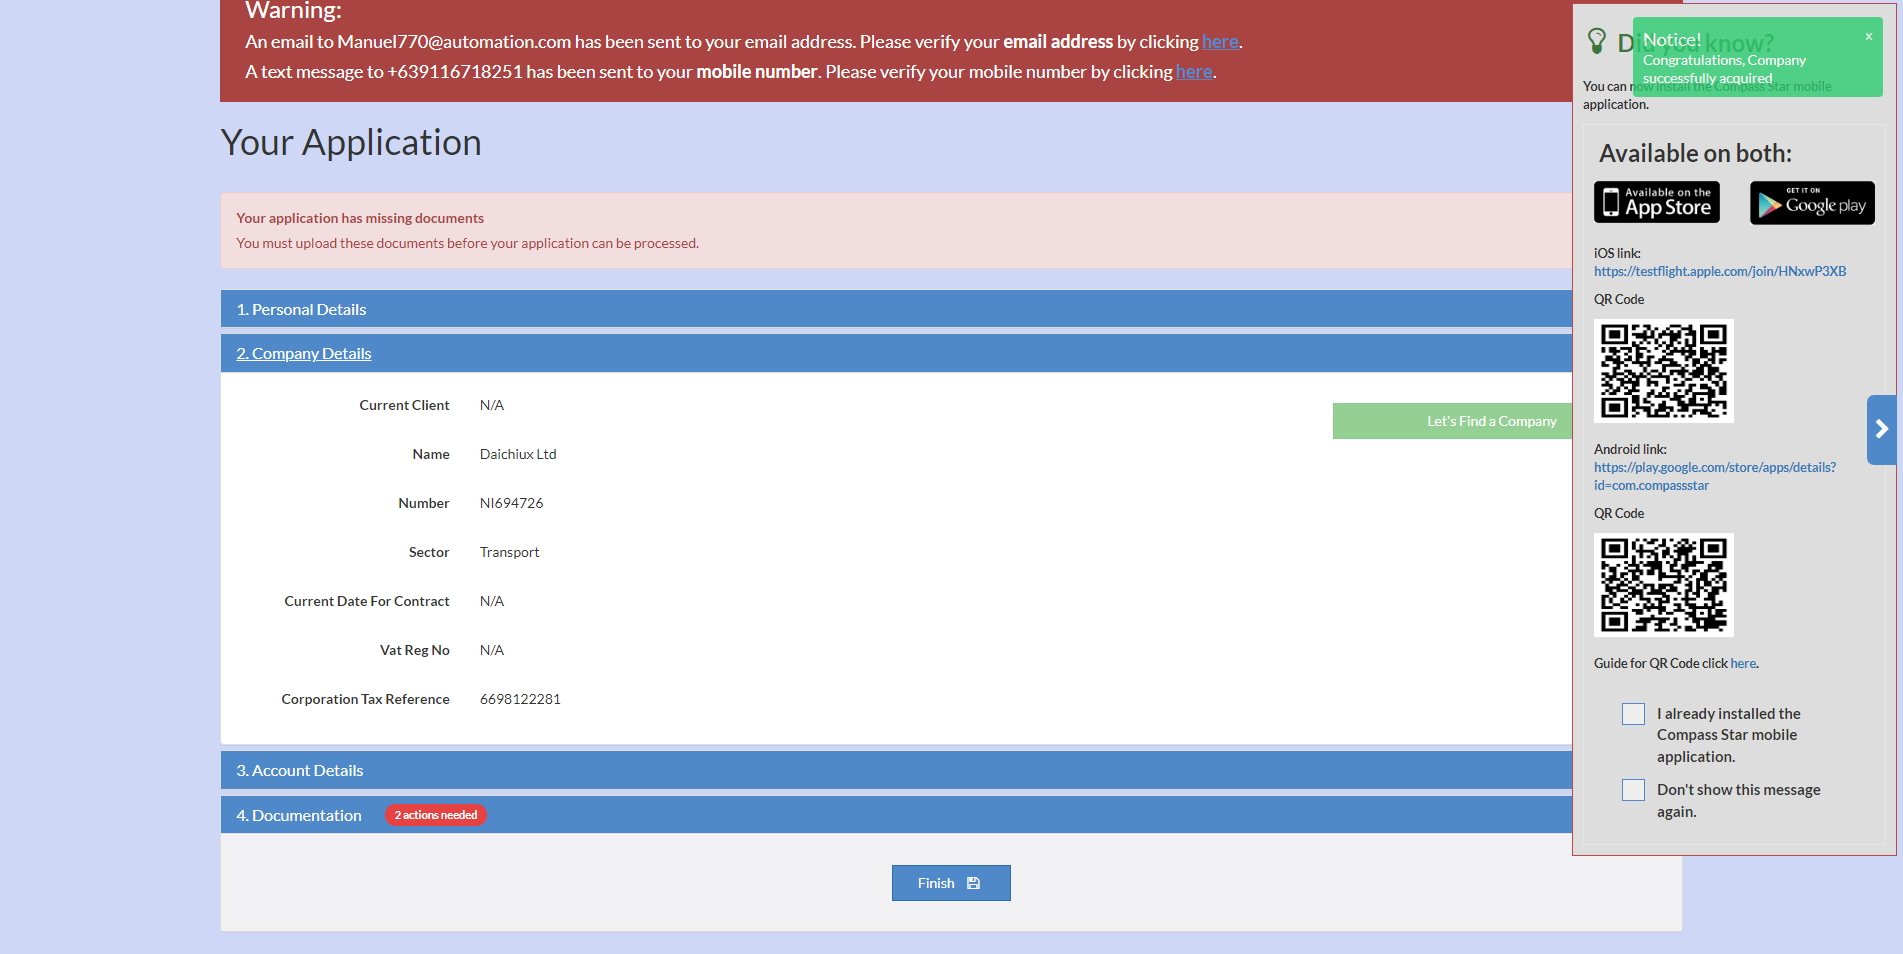 Warning:
An email to Manuel770@automation.com has been sent to your email address. Please verify your email address by clicking here.
A text message to +639116718251 has been sent to your mobile number. Please verify your mobile number by clicking here.
Your Application
Your application has missing documents
You must upload these documents before your application can be processed.
1. Personal Details
2. Company Details
Current Client N/A
Let's Find a Company
Name Daichiux Ltd
Number NI694726
Sector Transport
Current Date For Contract N/A
Vat Reg No N/A
Corporation Tax Reference 6698122281
3. Account Details
4. Documentation 2 actions needed
Finish
Did you know?
Notice! x
Congratulations, Company
successfully acquired
You can now install the Compass Star mobile
application.
Available on both:
Available on the
App Store
GET IT ON
Google play
iOS link:
https://testflight.apple.com/join/HNxwP3XB
QR Code
Android link:
https://play.google.com/store/apps/details?
id=com.compassstar
QR Code
Guide for QR Code click here.
I already installed the
Compass Star mobile
application.
Don't show this message
again.